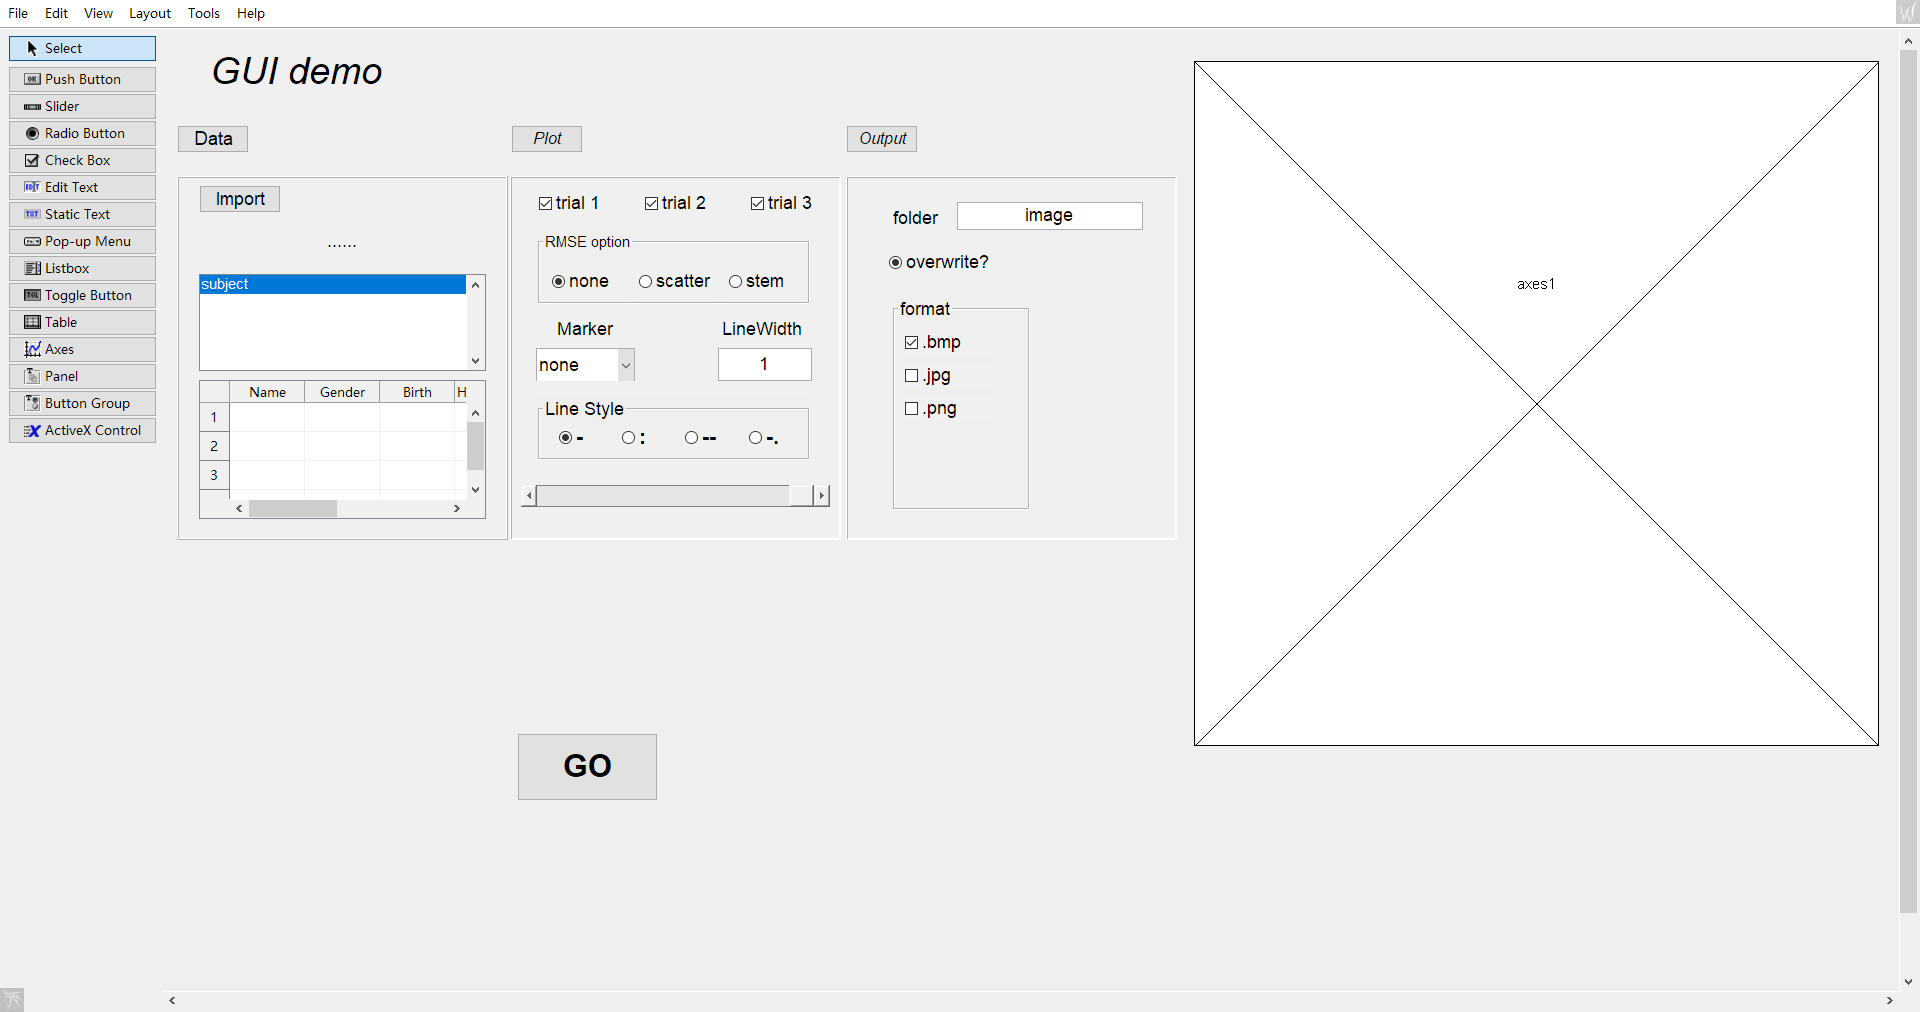 File Edit View Layout Tools Help
Select
Push Button
Slider
Radio Button
Check Box
Edit Text
Static Text
Pop-up Menu
Listbox
Toggle Button
Table
Axes
Panel
Button Group
ActiveX Control
GUI demo
Data
Import
......
subject
Name Gender Birth H
1
2
3
Plot
trial 1 trial 2 trial 3
RMSE option
none scatter stem
Marker LineWidth
none 1
Line Style
- : -- -.
Output
folder image
overwrite?
format
.bmp
.jpg
.png
axes1
GO